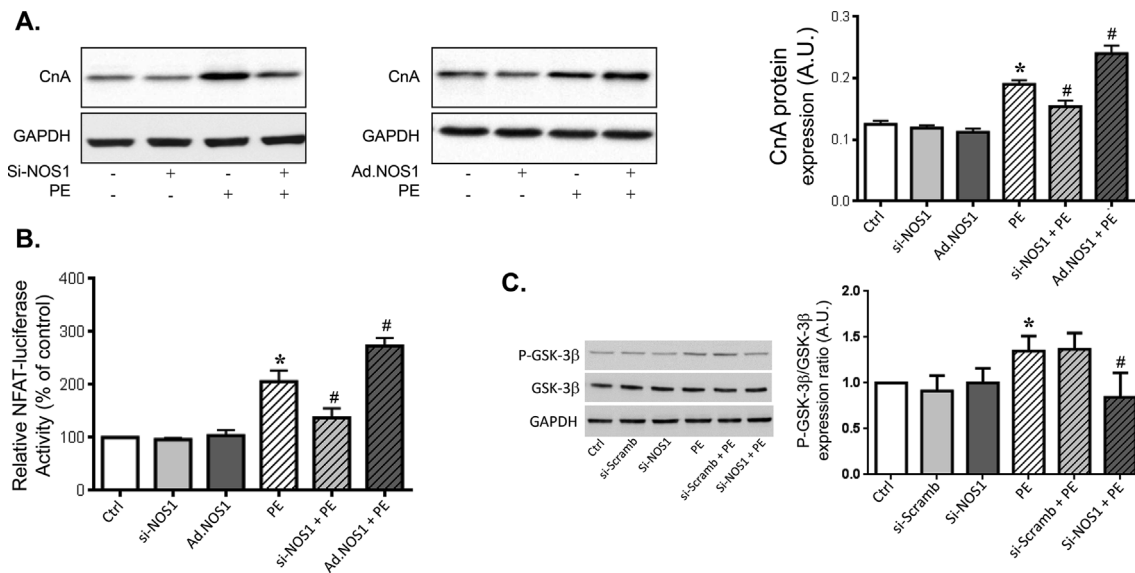 A.
CnA
GAPDH
Si-NOS1 - + - +
PE - - + +
CnA
GAPDH
Ad.NOS1 - + - +
PE - - + +
CnA protein
expression (A.U.)
0.3
0.2
0.1
0.0
*
#
#
Ctrl
si-NOS1
Ad.NOS1
PE
si-NOS1 + PE
Ad.NOS1 + PE
B.
Relative NFAT-luciferase
Activity (% of control)
400
300
200
100
0
*
#
#
Ctrl
si-NOS1
Ad.NOS1
PE
si-NOS1 + PE
Ad.NOS1 + PE
C.
P-GSK-3β
GSK-3β
GAPDH
Ctrl
si-Scramb
Si-NOS1
PE
si-Scramb + PE
Si-NOS1 + PE
P-GSK-3β/GSK-3β
expression ratio (A.U.)
2.0
1.5
1.0
0.5
0.0
*
#
Ctrl
si-Scramb
Si-NOS1
PE
si-Scramb + PE
Si-NOS1 + PE